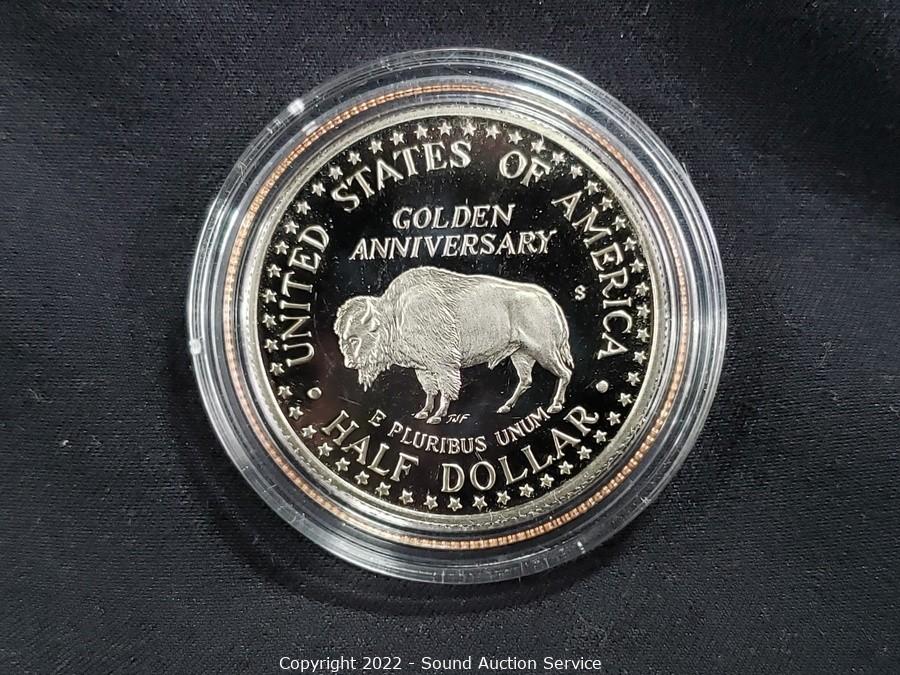 UNITED STATES OF AMERICA
GOLDEN
ANNIVERSARY
S
E PLURIBUS UNUM
HALF DOLLAR
Copyright 2022 - Sound Auction Service